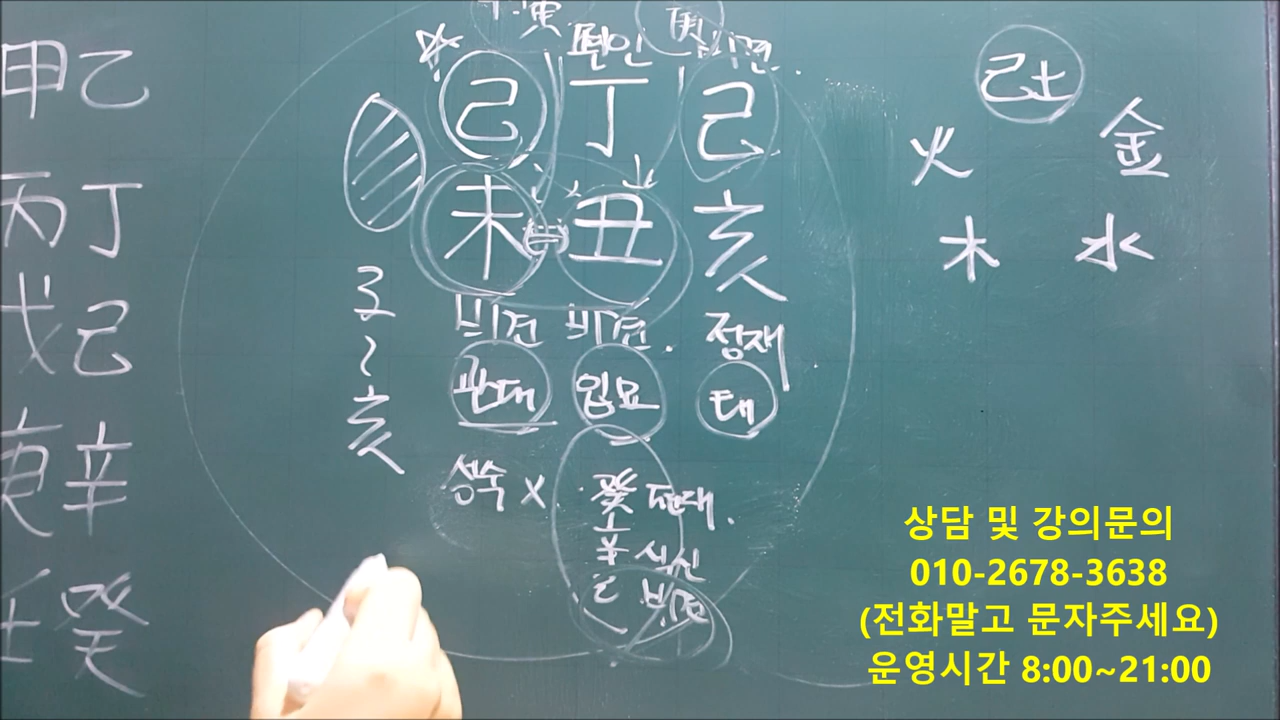 甲乙
丙丁
戊己
庚辛
壬癸
寅
편인
己丁己
未丑亥
비견 비견 정재
관대 입묘 태
성숙 X
子
~
亥
癸 편재
辛 식신
己 비견
己土
火 金
木 水
상담 및 강의문의
010-2678-3638
(전화말고 문자주세요)
운영시간 8:00~21:00